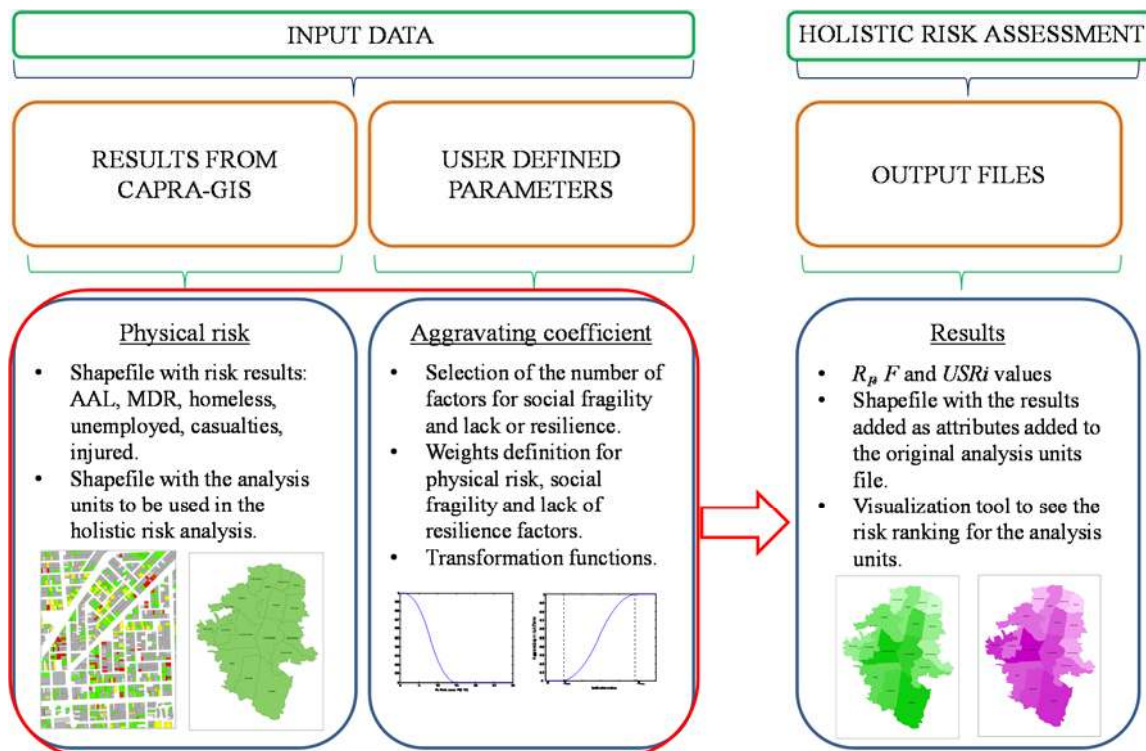 INPUT DATA
HOLISTIC RISK ASSESSMENT
RESULTS FROM
CAPRA-GIS
USER DEFINED
PARAMETERS
OUTPUT FILES
Physical risk
• Shapefile with risk results:
AAL, MDR, homeless,
unemployed, casualties,
injured.
• Shapefile with the analysis
units to be used in the
holistic risk analysis.
Aggravating coefficient
• Selection of the number of
factors for social fragility
and lack or resilience.
• Weights definition for
physical risk, social
fragility and lack of
resilience factors.
• Transformation functions.
Results
• Rp, F and USRi values
• Shapefile with the results
added as attributes added to
the original analysis units
file.
• Visualization tool to see the
risk ranking for the analysis
units.